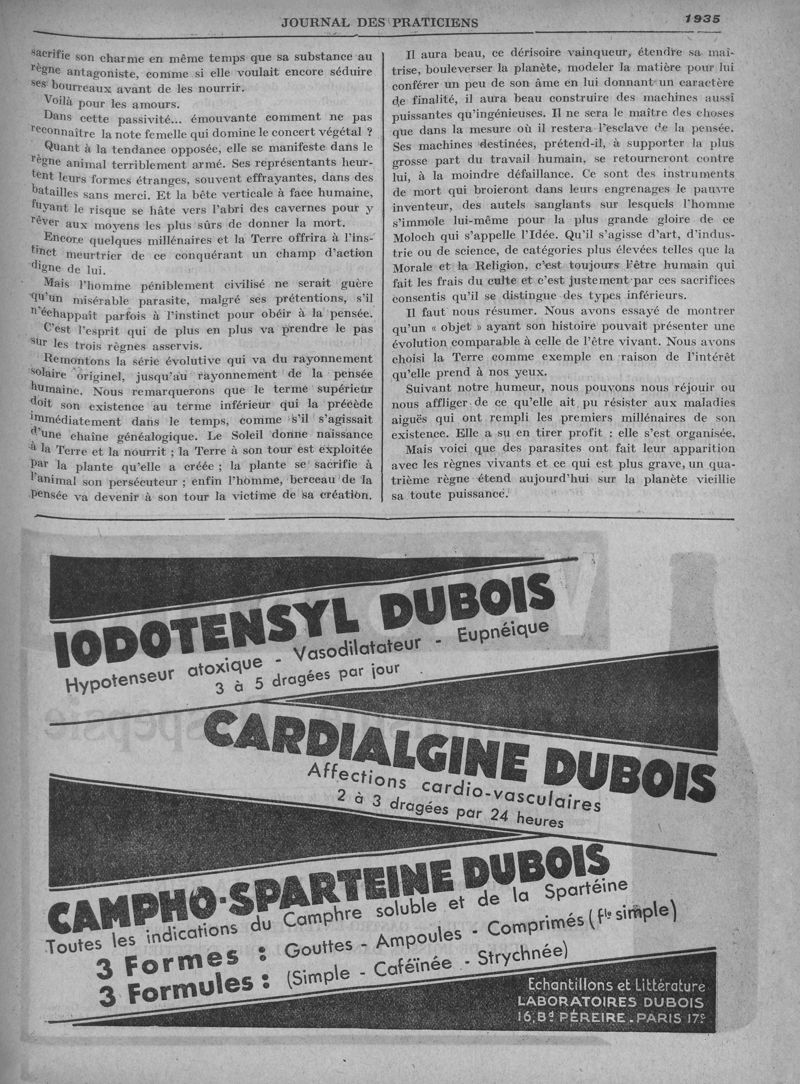 JOURNAL DES PRATICIENS
1935
sacrifie son charme en même temps que sa substance au
règne antagoniste, comme si elle voulait encore séduire
ses bourreaux avant de les nourrir.
Voilà pour les amours.
Dans cette passivité... émouvante comment ne pas
reconnaître la note femelle qui domine le concert végétal ?
Quant à la tendance opposée, elle se manifeste dans le
règne animal terriblement armé. Ses représentants heur-
tent leurs formes étranges, souvent effrayantes, dans des
batailles sans merci. Et la bête verticale à face humaine,
fuyant le risque se hâte vers l'abri des cavernes pour y
rêver aux moyens les plus sûrs de donner la mort.
Encore quelques millénaires et la Terre offrira à l'ins-
tinct meurtrier de ce conquérant un champ d'action
digne de lui.
Mais l'homme péniblement civilisé ne serait guère
qu'un misérable parasite, malgré ses prétentions, s'il
n'échappait parfois à l'instinct pour obéir à la pensée.
C'est l'esprit qui de plus en plus va prendre le pas
sur les trois règnes asservis.
Remontons la série évolutive qui va du rayonnement
solaire originel, jusqu'au rayonnement de la pensée
humaine. Nous remarquerons que le terme supérieur
doit son existence au terme inférieur qui la précède
immédiatement dans le temps, comme s'il s'agissait
d'une chaîne généalogique. Le Soleil donne naissance
à la Terre et la nourrit ; la Terre à son tour est exploitée
par la plante qu'elle a créée ; la plante se sacrifie à
l'animal son persécuteur ; enfin l'homme, berceau de la
pensée va devenir à son tour la victime de sa création.
Il aura beau, ce dérisoire vainqueur, étendre sa maî-
trise, bouleverser la planète, modeler la matière pour lui
conférer un peu de son âme en lui donnant un caractère
de finalité, il aura beau construire des machines aussi
puissantes qu'ingénieuses. Il ne sera le maître des choses
que dans la mesure où il restera l'esclave de la pensée.
Ses machines destinées, prétend-il, à supporter la plus
grosse part du travail humain, se retourneront contre
lui, à la moindre défaillance. Ce sont des instruments
de mort qui broieront dans leurs engrenages le pauvre
inventeur, des autels sanglants sur lesquels l'homme
s'immole lui-même pour la plus grande gloire de ce
Moloch qui s'appelle l'Idée. Qu'il s'agisse d'art, d'indus-
trie ou de science, de catégories plus élevées telles que la
Morale et la Religion, c'est toujours l'être humain qui
fait les frais du culte et c'est justement par ces sacrifices
consentis qu'il se distingue des types inférieurs.
Il faut nous résumer. Nous avons essayé de montrer
qu'un « objet » ayant son histoire pouvait présenter une
évolution comparable à celle de l'être vivant. Nous avons
choisi la Terre comme exemple en raison de l'intérêt
qu'elle prend à nos yeux.
Suivant notre humeur, nous pouvons nous réjouir ou
nous affliger de ce qu'elle ait pu résister aux maladies
aiguës qui ont rempli les premiers millénaires de son
existence. Elle a su en tirer profit ; elle s'est organisée.
Mais voici que des parasites ont fait leur apparition
avec les règnes vivants et ce qui est plus grave, un qua-
trième règne étend aujourd'hui sur la planète vieillie
sa toute puissance.
IODOTENSYL DUBOIS
Hypotenseur atoxique - Vasodilatateur - Eupnéique
3 à 5 dragées par jour
CARDIALGINE DUBOIS
Affections cardio-vasculaires
2 à 3 dragées par 24 heures
CAMPHO-SPARTEINE DUBOIS
Toutes les indications du Camphre soluble et de la Spartéine
3 Formes : Gouttes - Ampoules - Comprimés (fle simple)
3 Formules : (Simple - Caféïnée - Strychnée)
Echantillons et Littérature
LABORATOIRES DUBOIS
16, Bd PÉREIRE. PARIS 17e